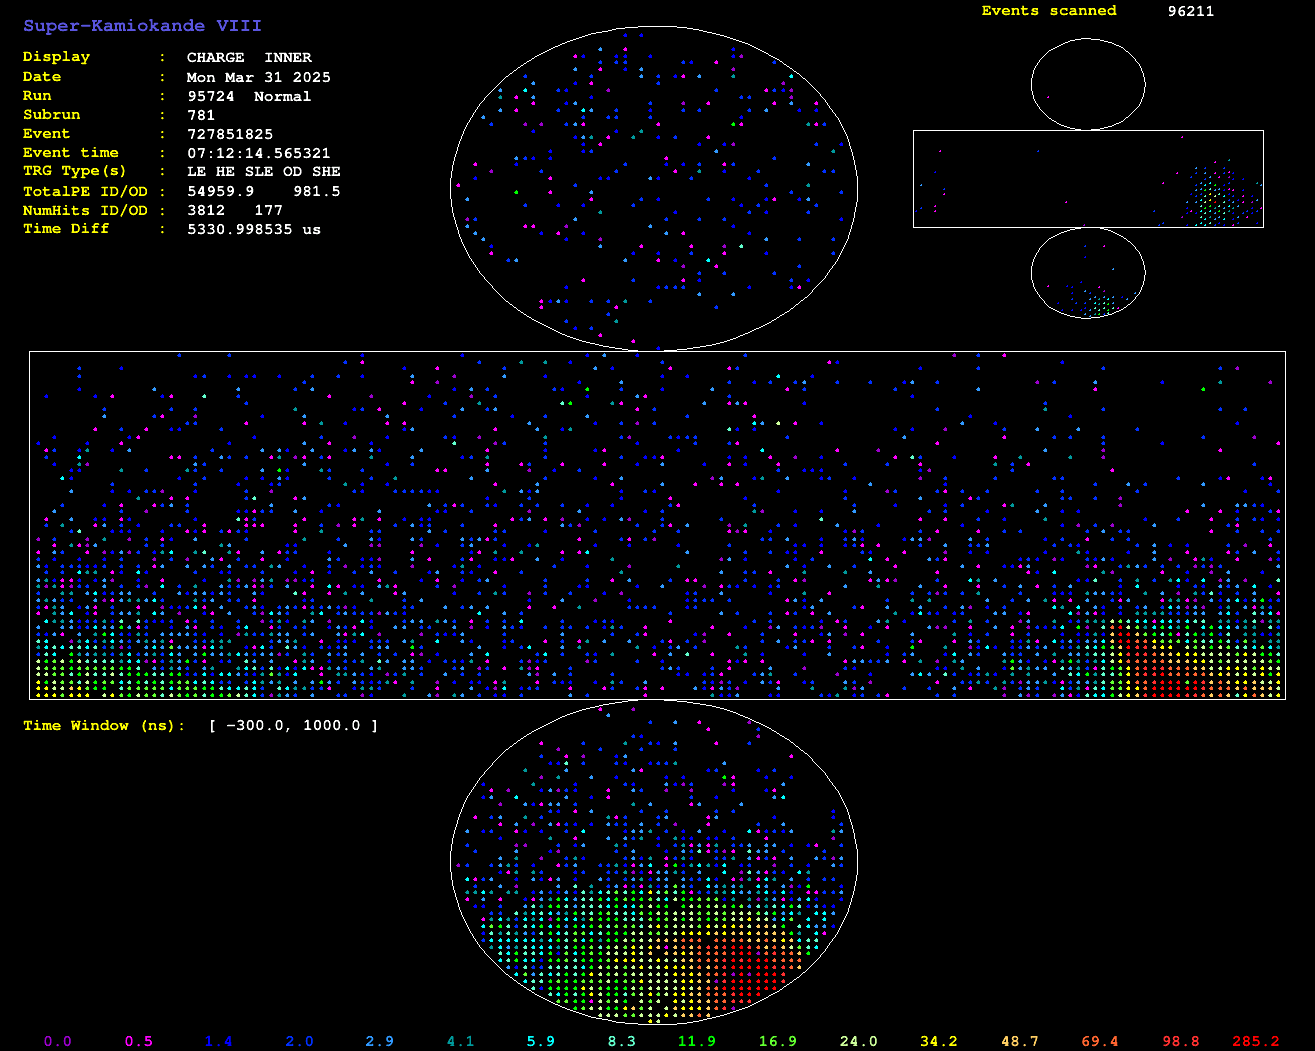 Super-Kamiokande VIII
Events scanned 96211
Display : CHARGE INNER
Date : Mon Mar 31 2025
Run : 95724 Normal
Subrun : 781
Event : 727851825
Event time : 07:12:14.565321
TRG Type(s) : LE HE SLE OD SHE
TotalPE ID/OD : 54959.9 981.5
NumHits ID/OD : 3812 177
Time Diff : 5330.998535 us
Time Window (ns): [ -300.0, 1000.0 ]
0.0 0.5 1.4 2.0 2.9 4.1 5.9 8.3 11.9 16.9 24.0 34.2 48.7 69.4 98.8 285.2